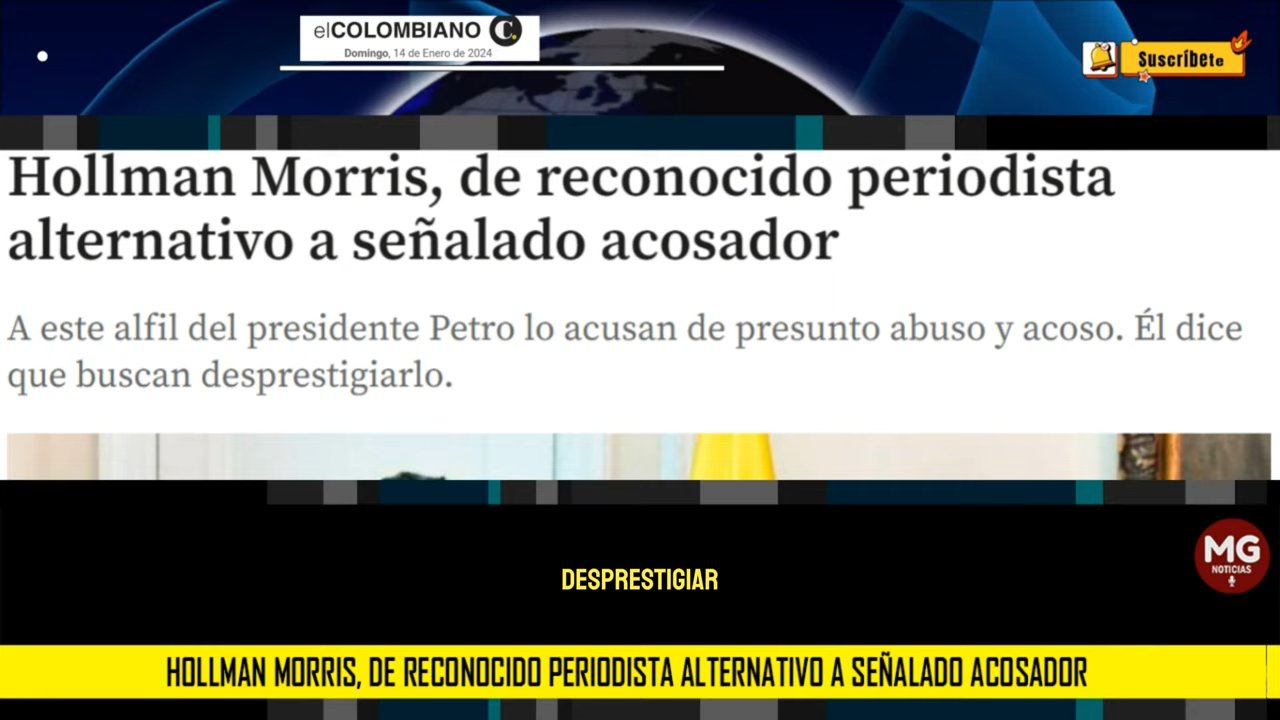 elCOLOMBIANO C.
Domingo, 14 de Enero de 2024
Suscríbete
Hollman Morris, de reconocido periodista
alternativo a señalado acosador
A este alfil del presidente Petro lo acusan de presunto abuso y acoso. Él dice
que buscan desprestigiarlo.
MG
NOTICIAS
DESPRESTIGIAR
HOLLMAN MORRIS, DE RECONOCIDO PERIODISTA ALTERNATIVO A SEÑALADO ACOSADOR